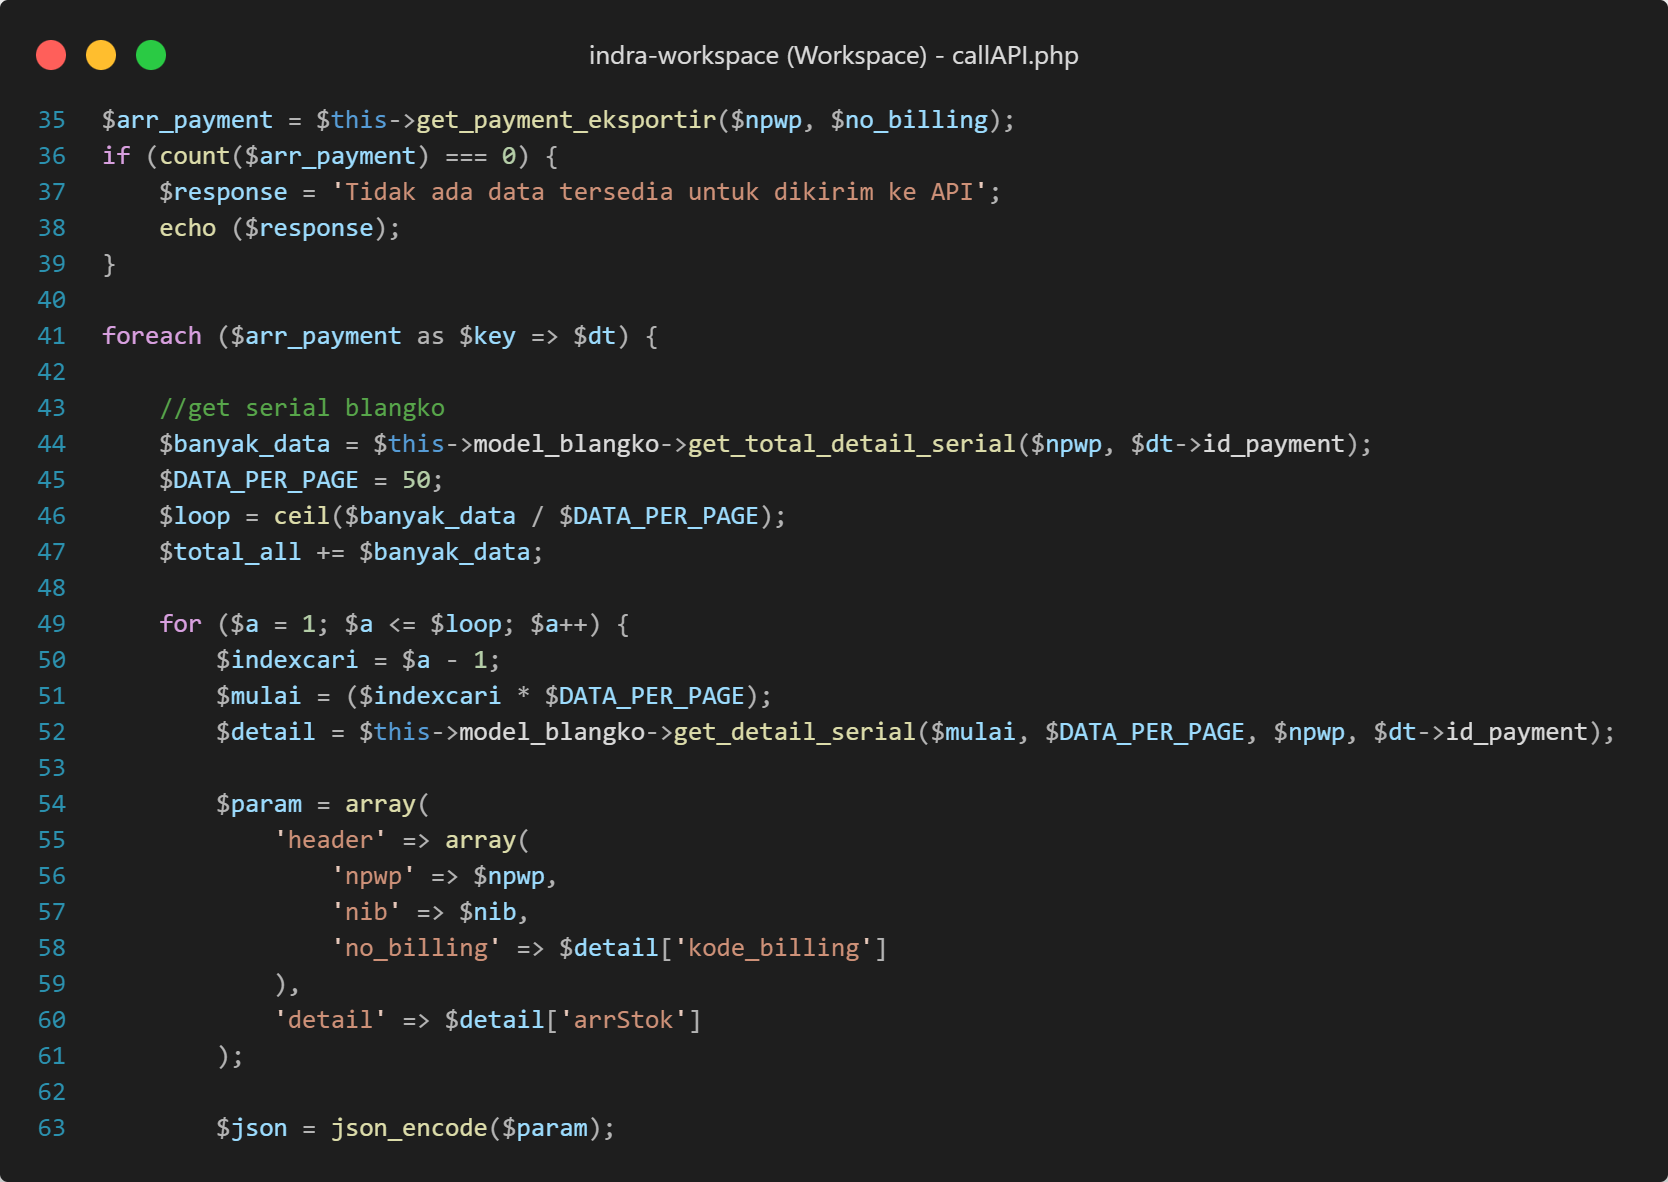 indra-workspace (Workspace) - callAPI.php
35 $arr_payment = $this->get_payment_eksportir($npwp, $no_billing);
36 if (count($arr_payment) === 0) {
37     $response = 'Tidak ada data tersedia untuk dikirim ke API';
38     echo ($response);
39 }
40
41 foreach ($arr_payment as $key => $dt) {
42
43     //get serial blangko
44     $banyak_data = $this->model_blangko->get_total_detail_serial($npwp, $dt->id_payment);
45     $DATA_PER_PAGE = 50;
46     $loop = ceil($banyak_data / $DATA_PER_PAGE);
47     $total_all += $banyak_data;
48
49     for ($a = 1; $a <= $loop; $a++) {
50         $indexcari = $a - 1;
51         $mulai = ($indexcari * $DATA_PER_PAGE);
52         $detail = $this->model_blangko->get_detail_serial($mulai, $DATA_PER_PAGE, $npwp, $dt->id_payment);
53
54         $param = array(
55             'header' => array(
56                 'npwp' => $npwp,
57                 'nib' => $nib,
58                 'no_billing' => $detail['kode_billing']
59             ),
60             'detail' => $detail['arrStok']
61         );
62
63         $json = json_encode($param);